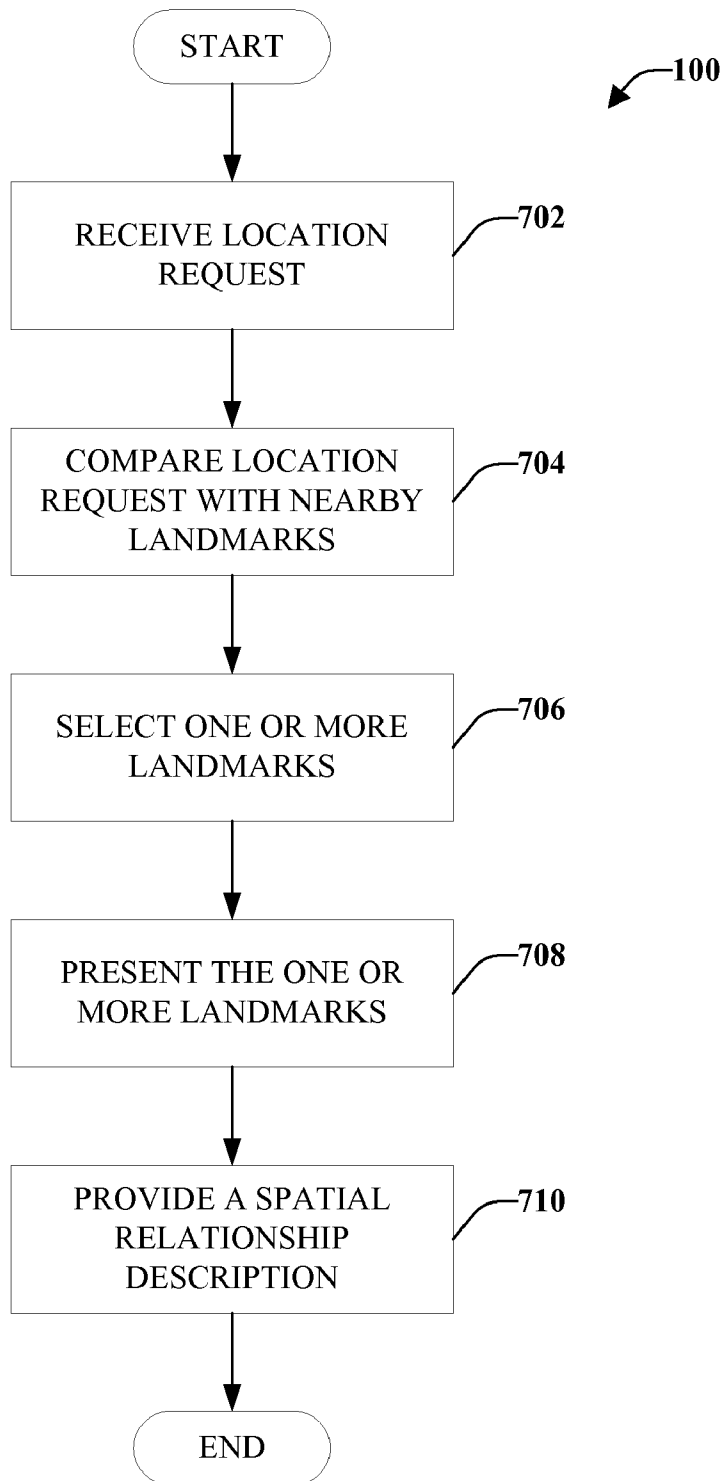 START
100
RECEIVE LOCATION
REQUEST
702
COMPARE LOCATION
REQUEST WITH NEARBY
LANDMARKS
704
SELECT ONE OR MORE
LANDMARKS
706
PRESENT THE ONE OR
MORE LANDMARKS
708
PROVIDE A SPATIAL
RELATIONSHIP
DESCRIPTION
710
END